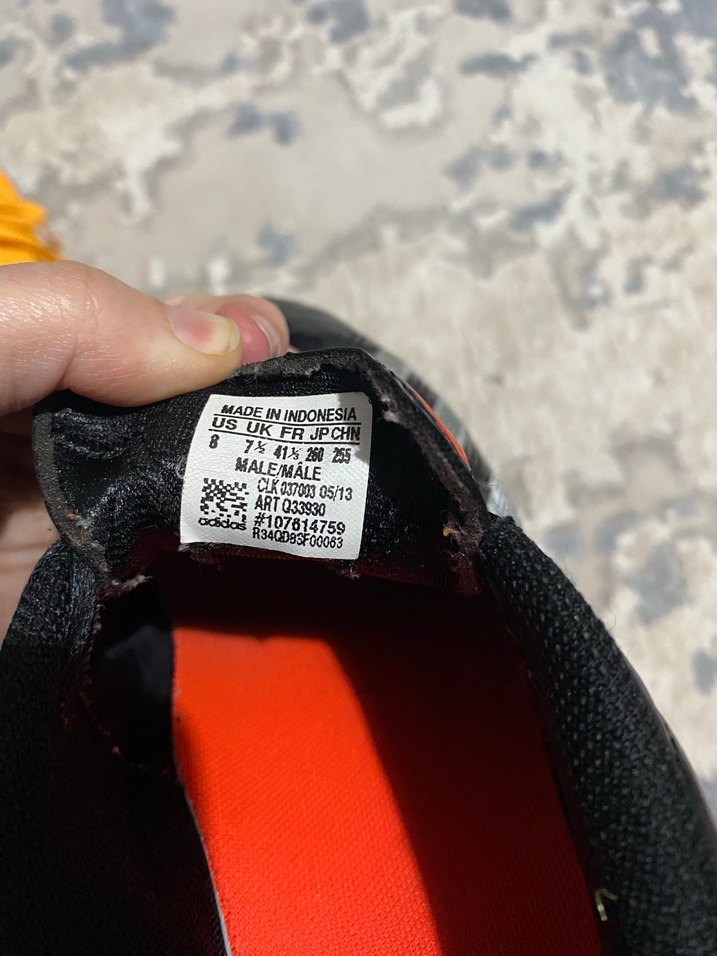 MADE IN INDONESIA
US UK FR JP CHN
8 7½ 41⅓ 260 255
MALE/MÂLE
CLK 037003 05/13
ART Q33930
adidas #107614759
R34QD95F00063